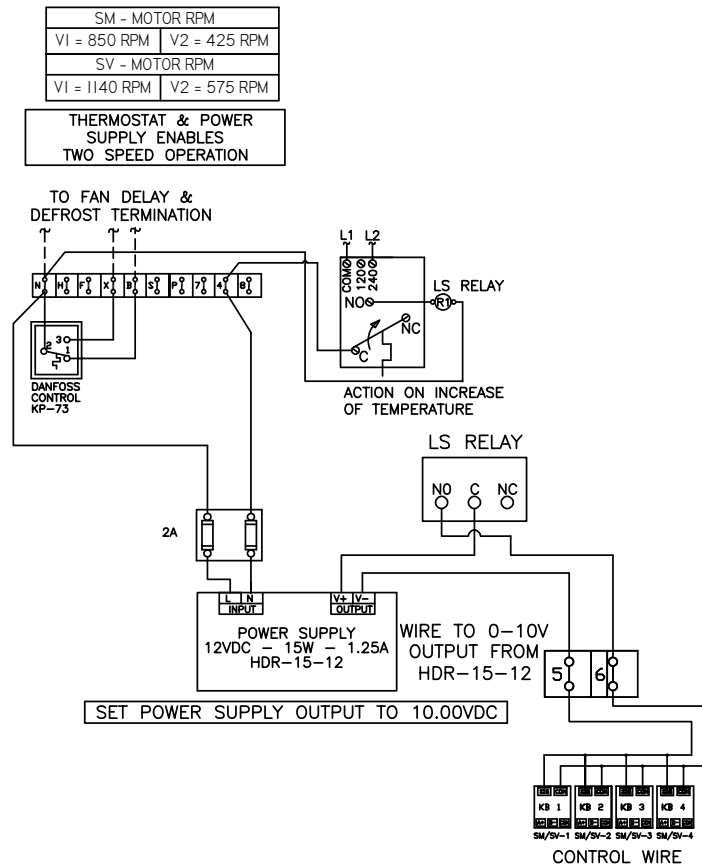 SM - MOTOR RPM
V1 = 850 RPM V2 = 425 RPM
SV - MOTOR RPM
V1 = 1140 RPM V2 = 575 RPM
THERMOSTAT & POWER
SUPPLY ENABLES
TWO SPEED OPERATION
TO FAN DELAY &
DEFROST TERMINATION
N H F X B S P 7 4 8
3
2 1
DANFOSS
CONTROL
KP-73
L1 L2
COM 120 240
NO
NC
C
LS RELAY
R1
ACTION ON INCREASE
OF TEMPERATURE
LS RELAY
NO C NC
2A
L N
INPUT
V+ V-
OUTPUT
POWER SUPPLY
12VDC - 15W - 1.25A
HDR-15-12
WIRE TO 0-10V
OUTPUT FROM
HDR-15-12
5 6
SET POWER SUPPLY OUTPUT TO 10.00VDC
KB 1 KB 2 KB 3 KB 4
SM/SV-1 SM/SV-2 SM/SV-3 SM/SV-4
CONTROL WIRE